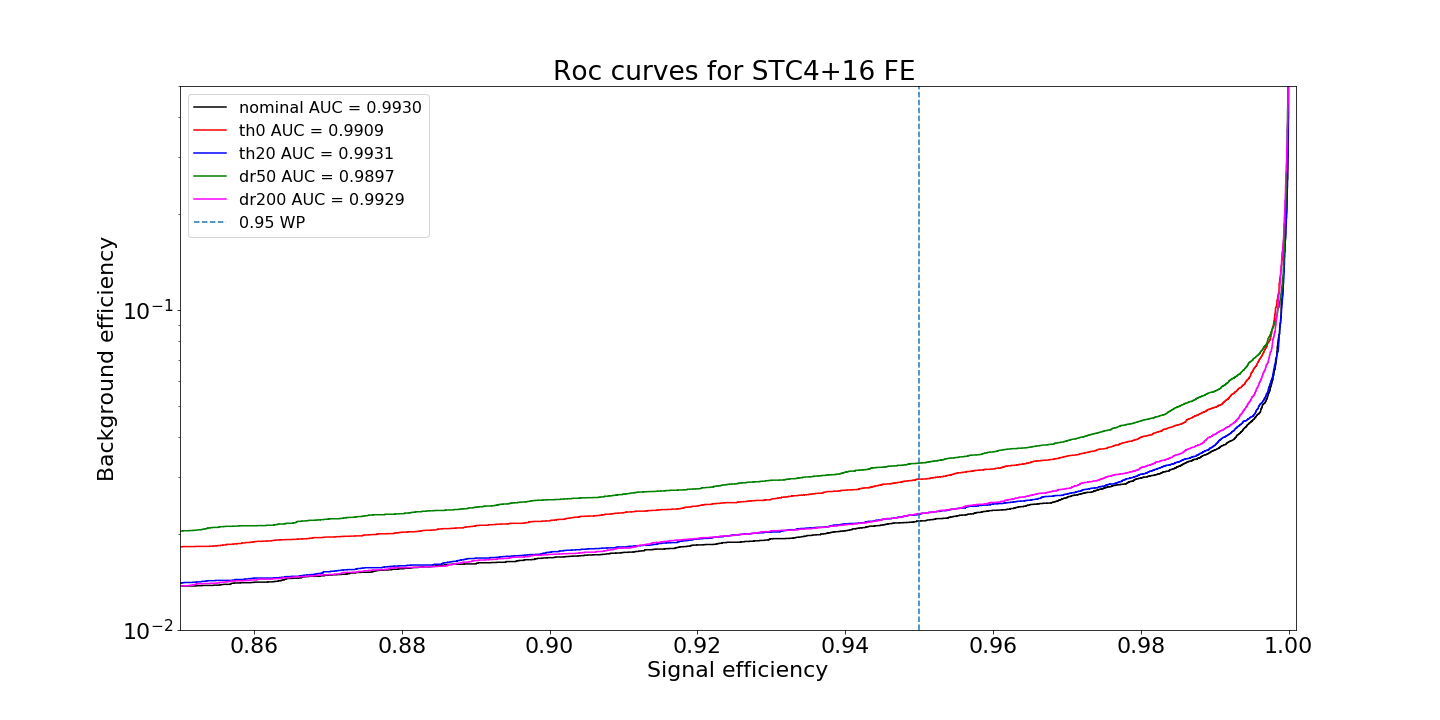 Roc curves for STC4+16 FE
nominal AUC = 0.9930
th0 AUC = 0.9909
th20 AUC = 0.9931
dr50 AUC = 0.9897
dr200 AUC = 0.9929
0.95 WP
Background efficiency
10⁻¹
10⁻²
0.86 0.88 0.90 0.92 0.94 0.96 0.98 1.00
Signal efficiency